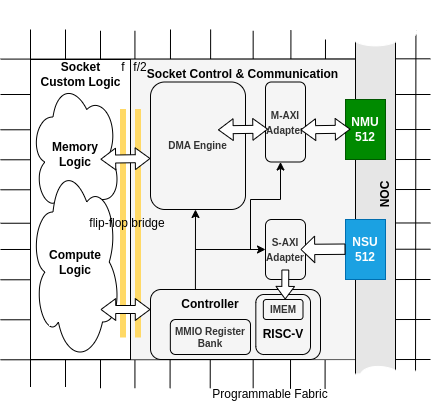 Socket
Custom Logic
f
f/2
Socket Control & Communication
Memory
Logic
DMA Engine
M-AXI
Adapter
NMU
512
NOC
flip-flop bridge
Compute
Logic
S-AXI
Adapter
NSU
512
Controller
MMIO Register
Bank
IMEM
RISC-V
Programmable Fabric